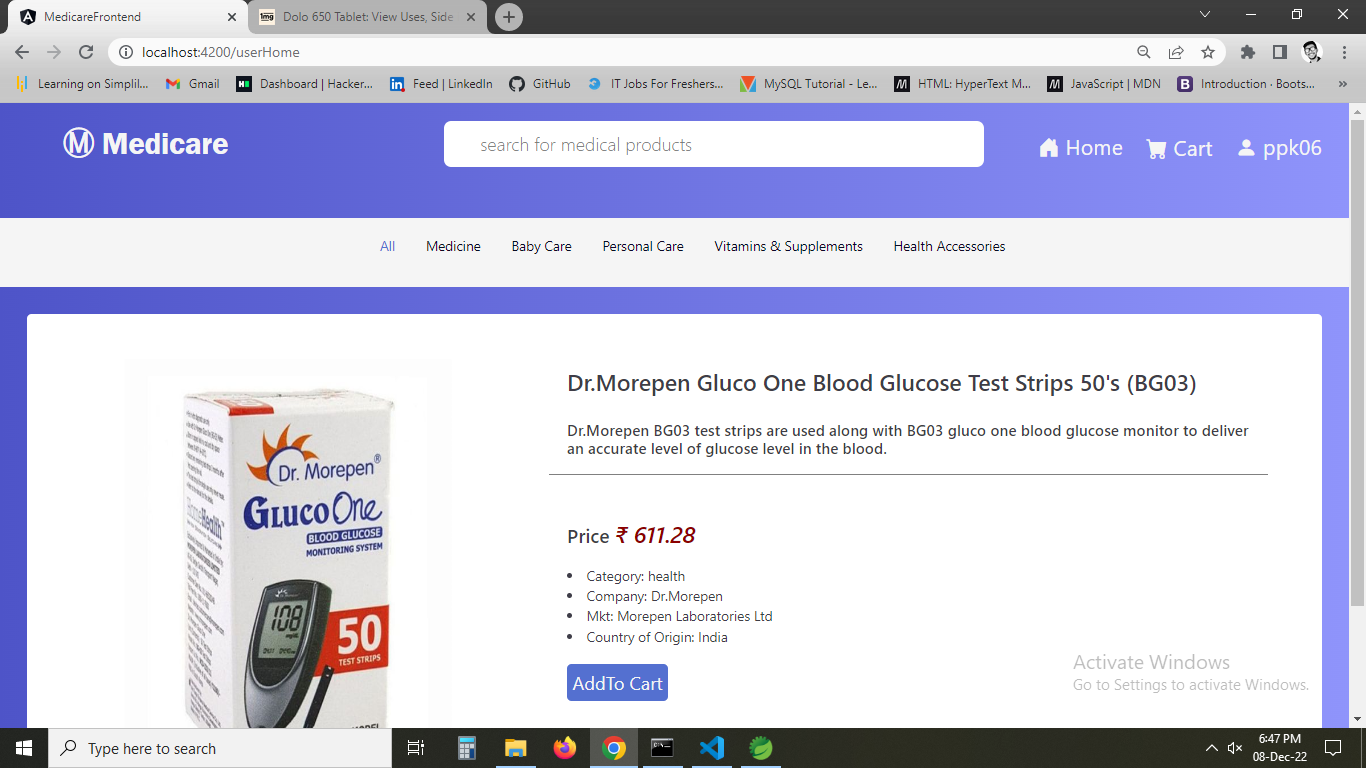 MedicareFrontend
1mg
Dolo 650 Tablet: View Uses, Side
localhost:4200/userHome
Learning on Simplil...
Gmail
Dashboard | Hacker...
Feed | LinkedIn
GitHub
IT Jobs For Freshers...
MySQL Tutorial - Le...
HTML: HyperText M...
JavaScript | MDN
Introduction · Boots...
»
M Medicare
search for medical products
Home
Cart
ppk06
All
Medicine
Baby Care
Personal Care
Vitamins & Supplements
Health Accessories
Dr. Morepen®
GlucoOne
BLOOD GLUCOSE
MONITORING SYSTEM
HomeHealth™
108
mg/dL
50
TEST STRIPS
MODEL
Dr.Morepen Gluco One Blood Glucose Test Strips 50's (BG03)
Dr.Morepen BG03 test strips are used along with BG03 gluco one blood glucose monitor to deliver
an accurate level of glucose level in the blood.
Price ₹ 611.28
• Category: health
• Company: Dr.Morepen
• Mkt: Morepen Laboratories Ltd
• Country of Origin: India
AddTo Cart
Activate Windows
Go to Settings to activate Windows.
Type here to search
6:47 PM
08-Dec-22